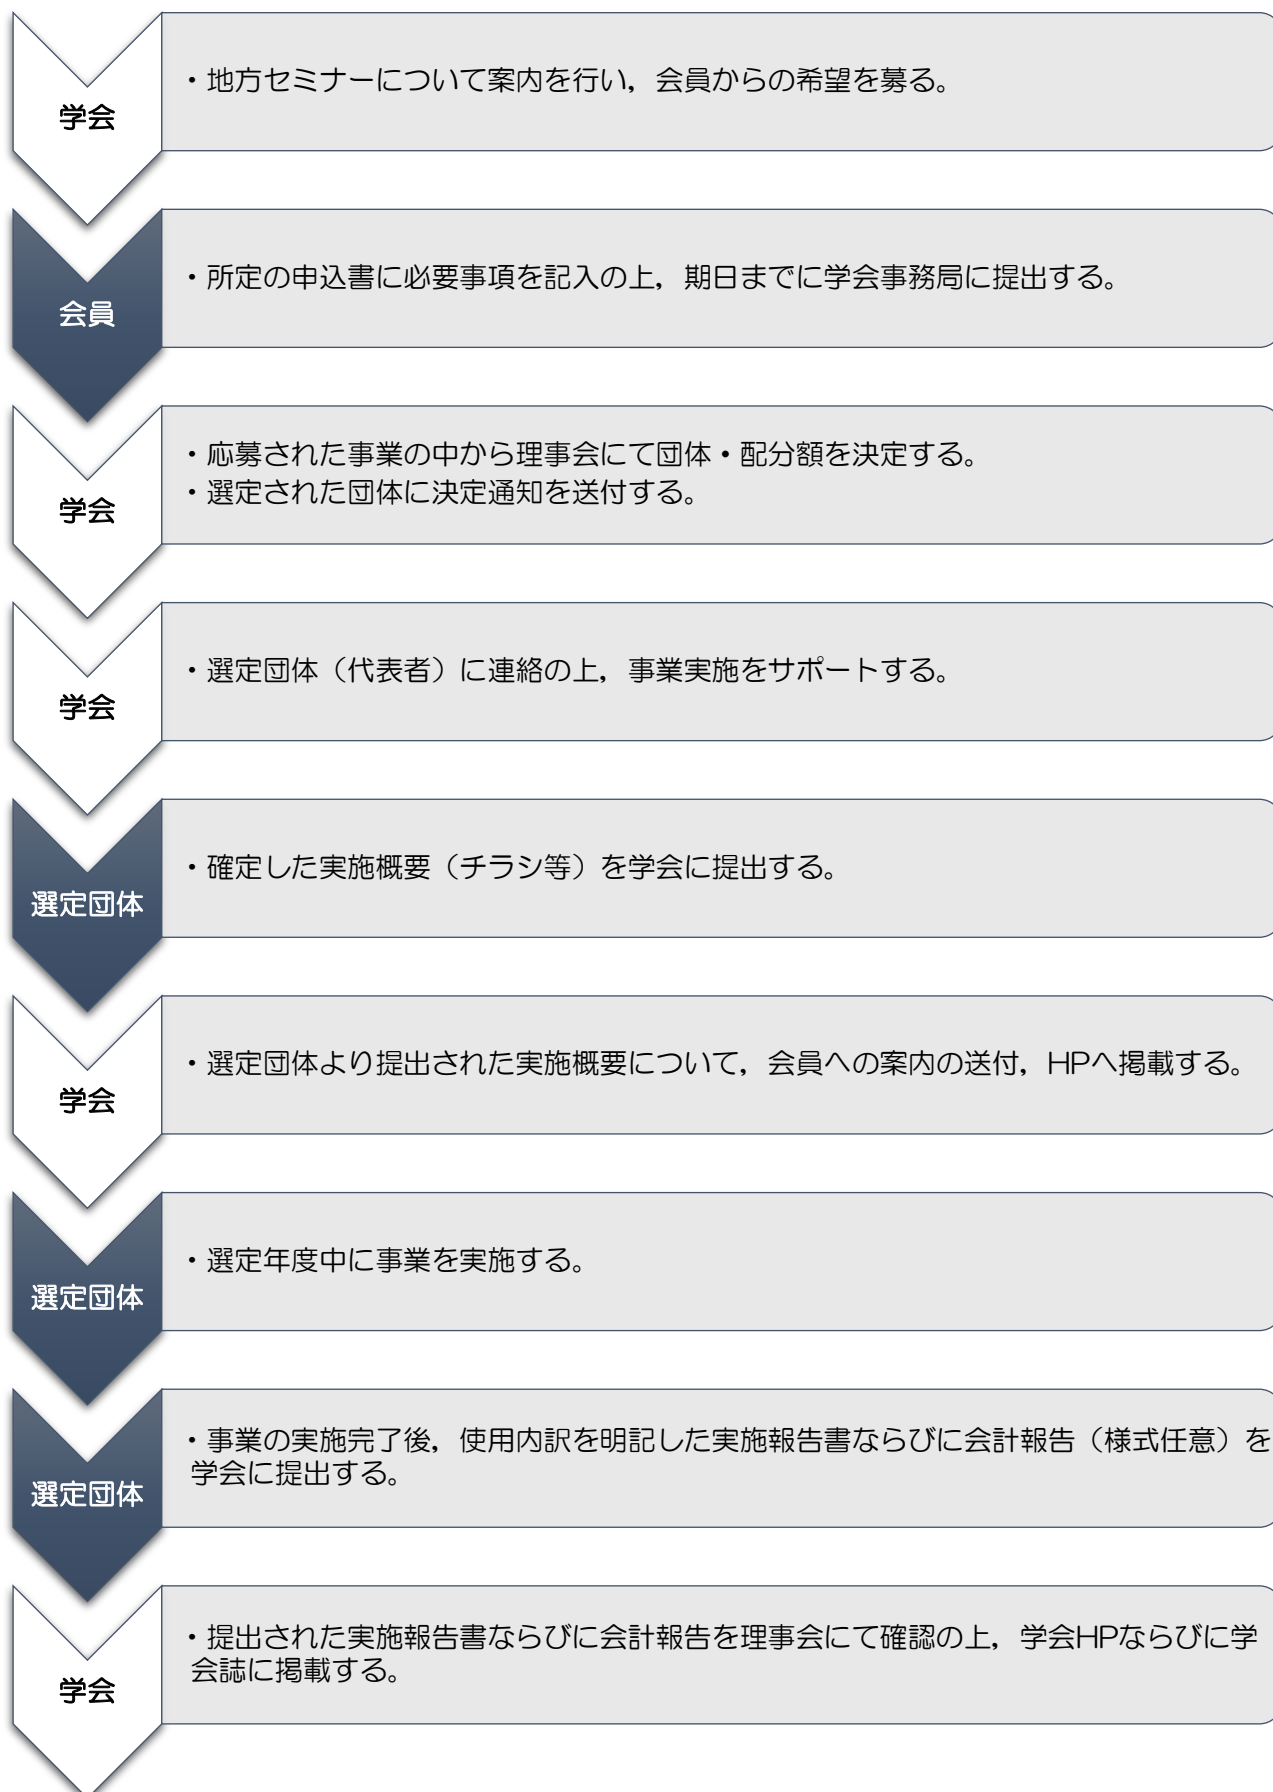 学会
・地方セミナーについて案内を行い，会員からの希望を募る。
会員
・所定の申込書に必要事項を記入の上，期日までに学会事務局に提出する。
学会
・応募された事業の中から理事会にて団体・配分額を決定する。
・選定された団体に決定通知を送付する。
学会
・選定団体（代表者）に連絡の上，事業実施をサポートする。
選定団体
・確定した実施概要（チラシ等）を学会に提出する。
学会
・選定団体より提出された実施概要について，会員への案内の送付，HPへ掲載する。
選定団体
・選定年度中に事業を実施する。
選定団体
・事業の実施完了後，使用内訳を明記した実施報告書ならびに会計報告（様式任意）を
学会に提出する。
学会
・提出された実施報告書ならびに会計報告を理事会にて確認の上，学会HPならびに学
会誌に掲載する。